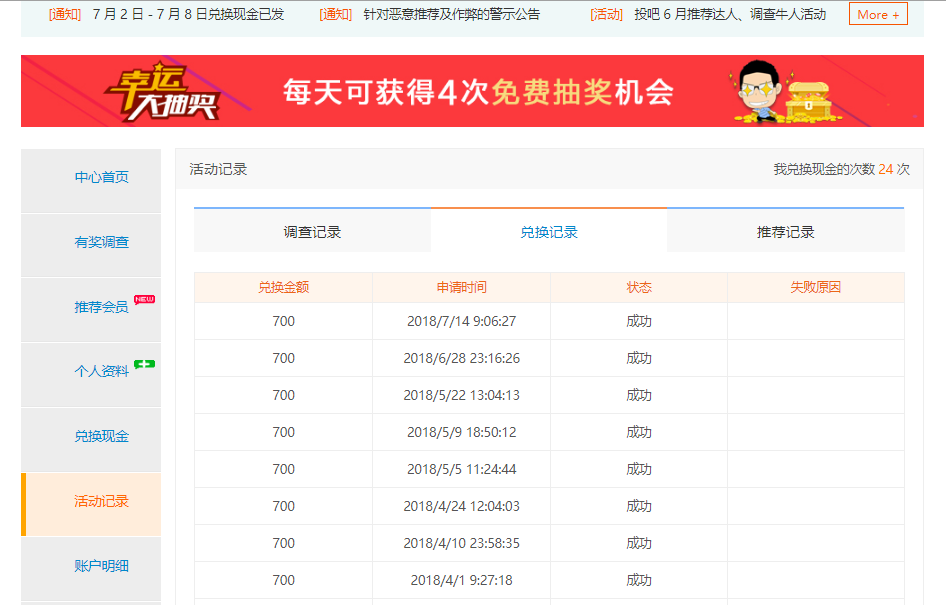 [通知] 7 月 2 日 - 7 月 8 日兑换现金已发 [通知] 针对恶意推荐及作弊的警示公告 [活动] 投吧 6 月推荐达人、调查牛人活动 More +
幸运大抽奖 每天可获得4次免费抽奖机会
中心首页
有奖调查
推荐会员 NEW
个人资料
兑换现金
活动记录
账户明细
活动记录 我兑换现金的次数 24 次
调查记录 兑换记录 推荐记录
兑换金额 申请时间 状态 失败原因
700 2018/7/14 9:06:27 成功
700 2018/6/28 23:16:26 成功
700 2018/5/22 13:04:13 成功
700 2018/5/9 18:50:12 成功
700 2018/5/5 11:24:44 成功
700 2018/4/24 12:04:03 成功
700 2018/4/10 23:58:35 成功
700 2018/4/1 9:27:18 成功